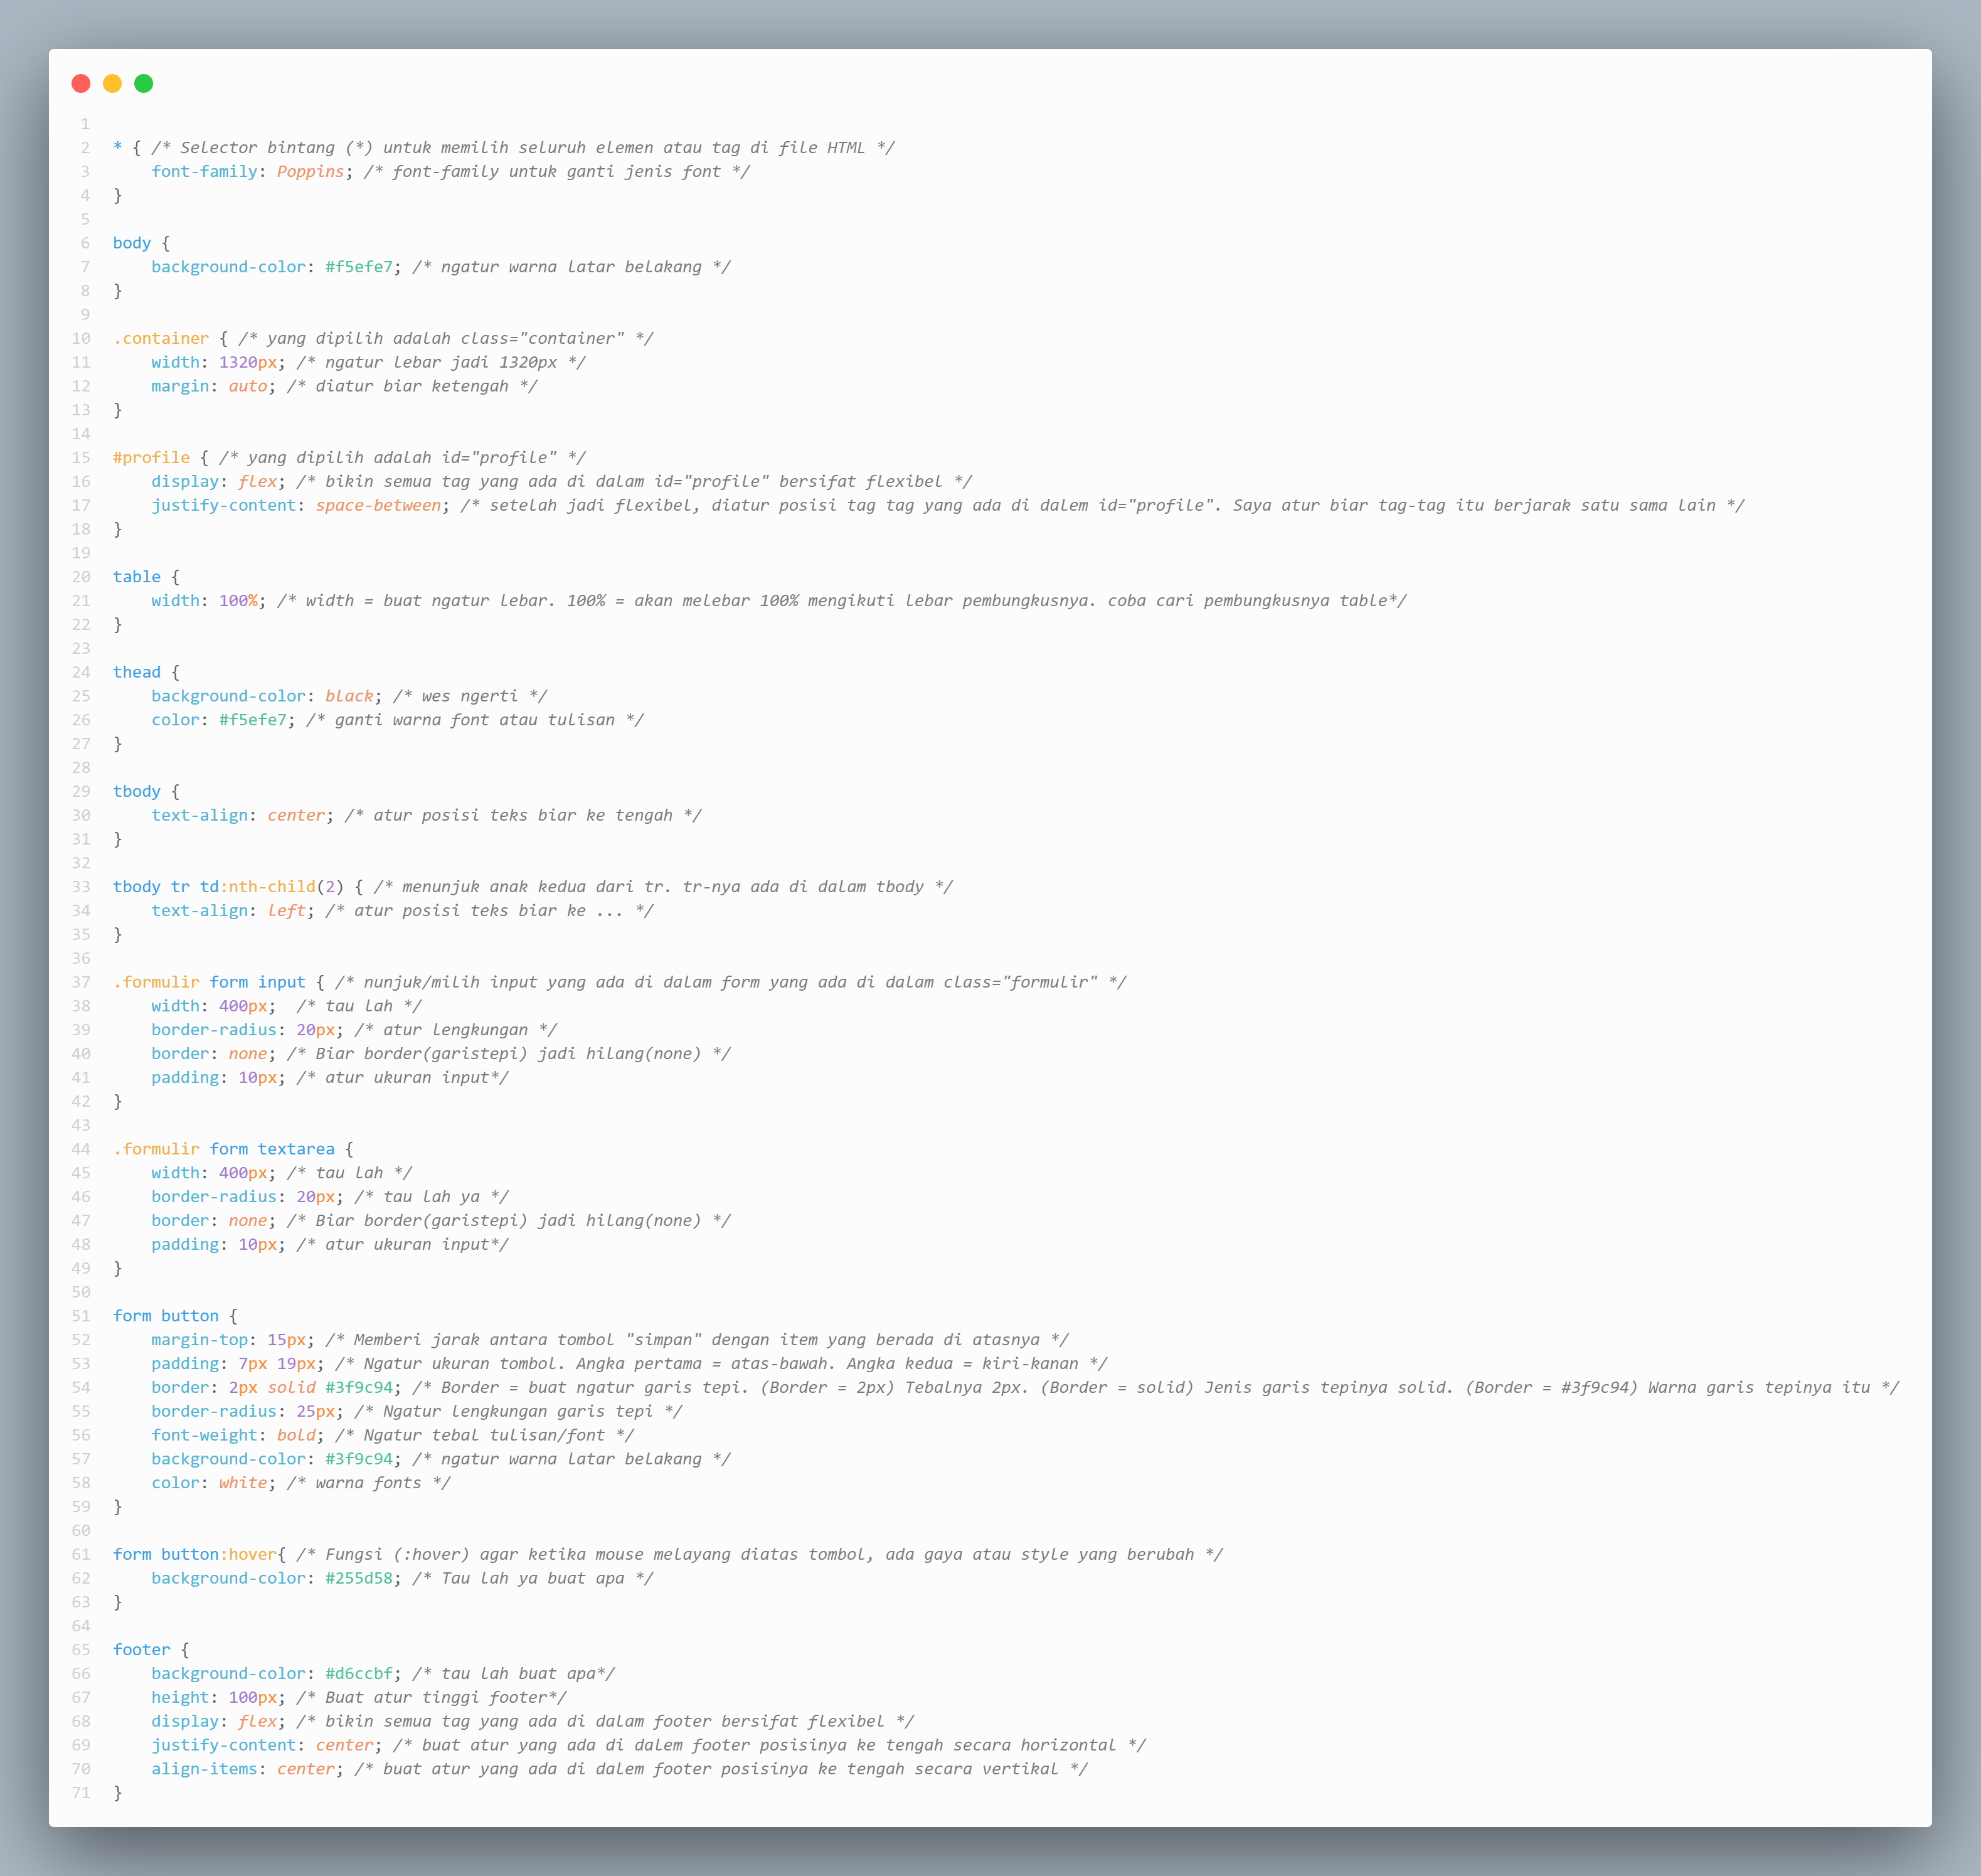 1
2 * { /* Selector bintang (*) untuk memilih seluruh elemen atau tag di file HTML */
3     font-family: Poppins; /* font-family untuk ganti jenis font */
4 }
5
6 body {
7     background-color: #f5efe7; /* ngatur warna latar belakang */
8 }
9
10 .container { /* yang dipilih adalah class="container" */
11     width: 1320px; /* ngatur lebar jadi 1320px */
12     margin: auto; /* diatur biar ketengah */
13 }
14
15 #profile { /* yang dipilih adalah id="profile" */
16     display: flex; /* bikin semua tag yang ada di dalam id="profile" bersifat flexibel */
17     justify-content: space-between; /* setelah jadi flexibel, diatur posisi tag tag yang ada di dalem id="profile". Saya atur biar tag-tag itu berjarak satu sama lain */
18 }
19
20 table {
21     width: 100%; /* width = buat ngatur lebar. 100% = akan melebar 100% mengikuti lebar pembungkusnya. coba cari pembungkusnya table*/
22 }
23
24 thead {
25     background-color: black; /* wes ngerti */
26     color: #f5efe7; /* ganti warna font atau tulisan */
27 }
28
29 tbody {
30     text-align: center; /* atur posisi teks biar ke tengah */
31 }
32
33 tbody tr td:nth-child(2) { /* menunjuk anak kedua dari tr. tr-nya ada di dalam tbody */
34     text-align: left; /* atur posisi teks biar ke ... */
35 }
36
37 .formulir form input { /* nunjuk/milih input yang ada di dalam form yang ada di dalam class="formulir" */
38     width: 400px;  /* tau lah */
39     border-radius: 20px; /* atur lengkungan */
40     border: none; /* Biar border(garistepi) jadi hilang(none) */
41     padding: 10px; /* atur ukuran input*/
42 }
43
44 .formulir form textarea {
45     width: 400px; /* tau lah */
46     border-radius: 20px; /* tau lah ya */
47     border: none; /* Biar border(garistepi) jadi hilang(none) */
48     padding: 10px; /* atur ukuran input*/
49 }
50
51 form button {
52     margin-top: 15px; /* Memberi jarak antara tombol "simpan" dengan item yang berada di atasnya */
53     padding: 7px 19px; /* Ngatur ukuran tombol. Angka pertama = atas-bawah. Angka kedua = kiri-kanan */
54     border: 2px solid #3f9c94; /* Border = buat ngatur garis tepi. (Border = 2px) Tebalnya 2px. (Border = solid) Jenis garis tepinya solid. (Border = #3f9c94) Warna garis tepinya itu */
55     border-radius: 25px; /* Ngatur lengkungan garis tepi */
56     font-weight: bold; /* Ngatur tebal tulisan/font */
57     background-color: #3f9c94; /* ngatur warna latar belakang */
58     color: white; /* warna fonts */
59 }
60
61 form button:hover{ /* Fungsi (:hover) agar ketika mouse melayang diatas tombol, ada gaya atau style yang berubah */
62     background-color: #255d58; /* Tau lah ya buat apa */
63 }
64
65 footer {
66     background-color: #d6ccbf; /* tau lah buat apa*/
67     height: 100px; /* Buat atur tinggi footer*/
68     display: flex; /* bikin semua tag yang ada di dalam footer bersifat flexibel */
69     justify-content: center; /* buat atur yang ada di dalem footer posisinya ke tengah secara horizontal */
70     align-items: center; /* buat atur yang ada di dalem footer posisinya ke tengah secara vertikal */
71 }